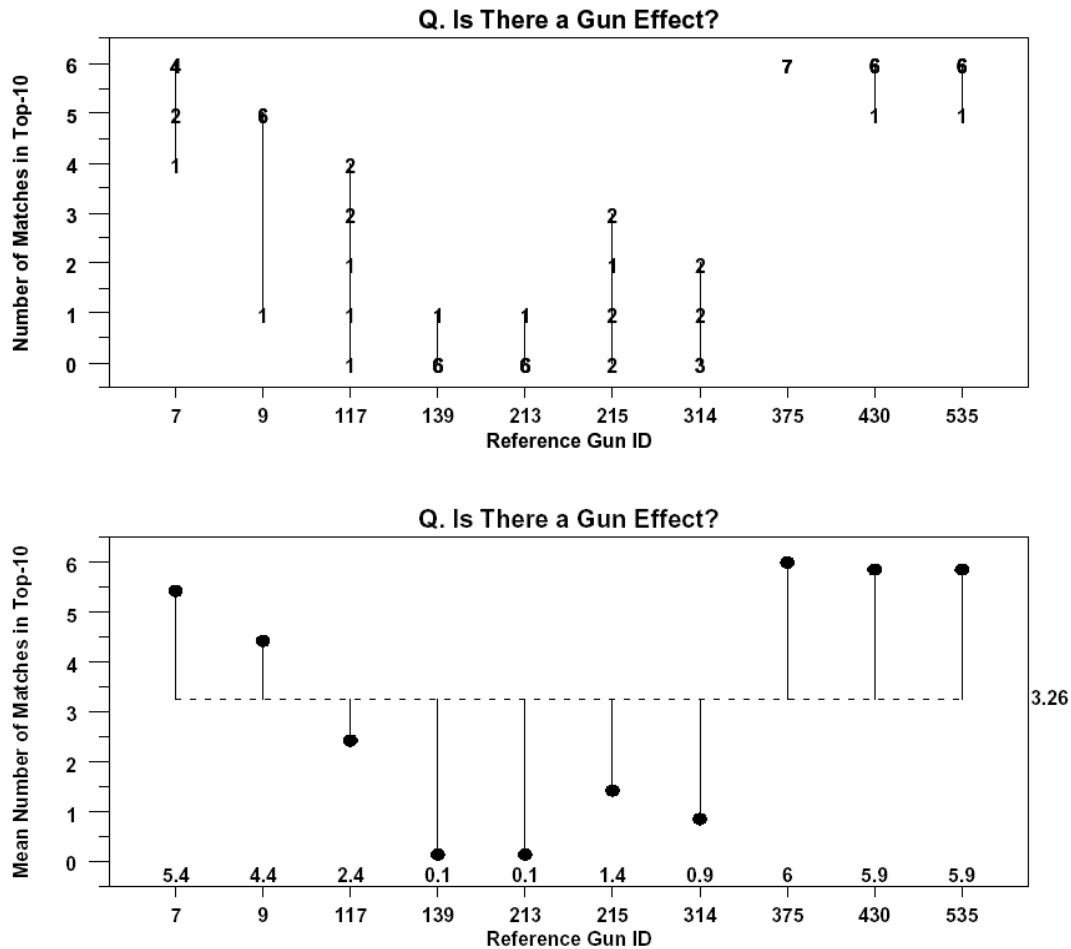 Q. Is There a Gun Effect?
Number of Matches in Top-10
6
5
4
3
2
1
0
4 7 6 6
2 6 1 1
1 2
2 2
1 1 2
1 1 1 1 2 2
1 6 6 2 3
7 9 117 139 213 215 314 375 430 535
Reference Gun ID
Q. Is There a Gun Effect?
Mean Number of Matches in Top-10
6
5
4
3
2
1
0
3.26
5.4 4.4 2.4 0.1 0.1 1.4 0.9 6 5.9 5.9
7 9 117 139 213 215 314 375 430 535
Reference Gun ID